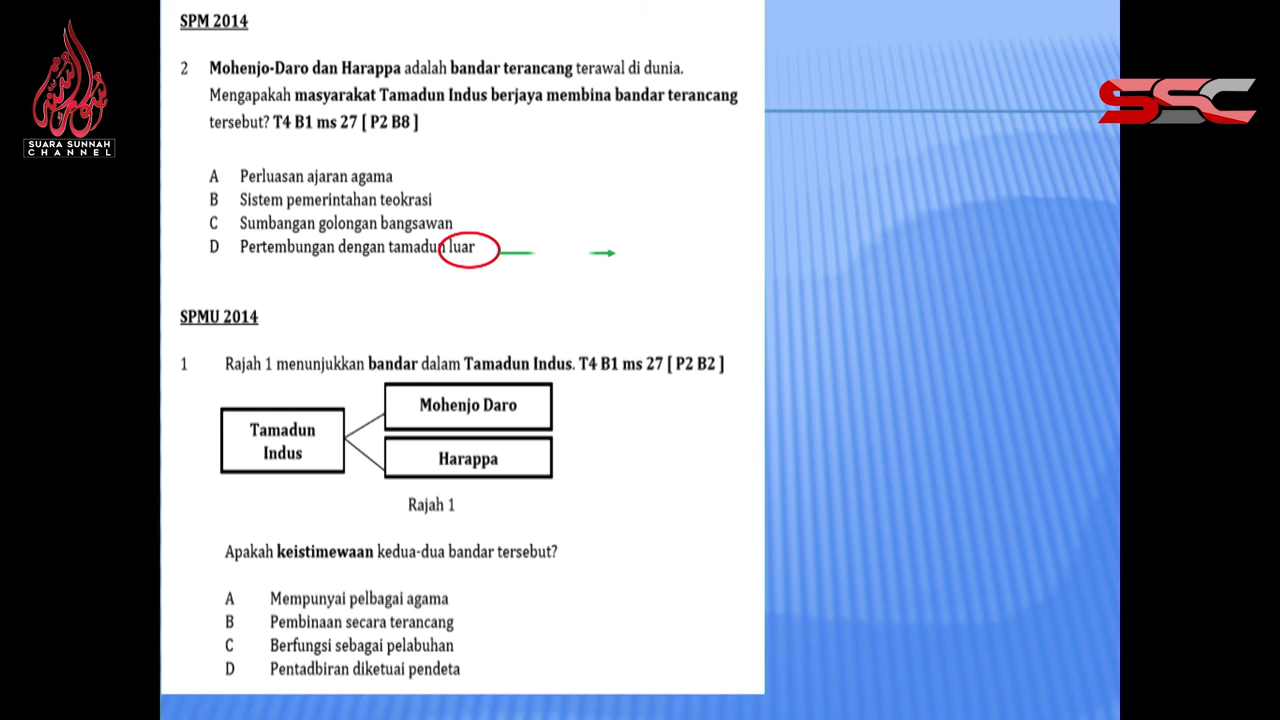 SPM 2014
2 Mohenjo-Daro dan Harappa adalah bandar terancang terawal di dunia.
Mengapakah masyarakat Tamadun Indus berjaya membina bandar terancang
tersebut? T4 B1 ms 27 [ P2 B8 ]
A Perluasan ajaran agama
B Sistem pemerintahan teokrasi
C Sumbangan golongan bangsawan
D Pertembungan dengan tamadun luar
SPMU 2014
1 Rajah 1 menunjukkan bandar dalam Tamadun Indus. T4 B1 ms 27 [ P2 B2 ]
Tamadun
Indus
Mohenjo Daro
Harappa
Rajah 1
Apakah keistimewaan kedua-dua bandar tersebut?
A Mempunyai pelbagai agama
B Pembinaan secara terancang
C Berfungsi sebagai pelabuhan
D Pentadbiran diketuai pendeta
SUARA SUNNAH
CHANNEL
SSC